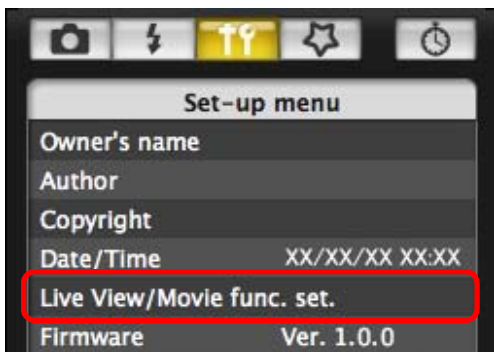 Set-up menu
Owner's name
Author
Copyright
Date/Time XX/XX/XX XX:XX
Live View/Movie func. set.
Firmware Ver. 1.0.0